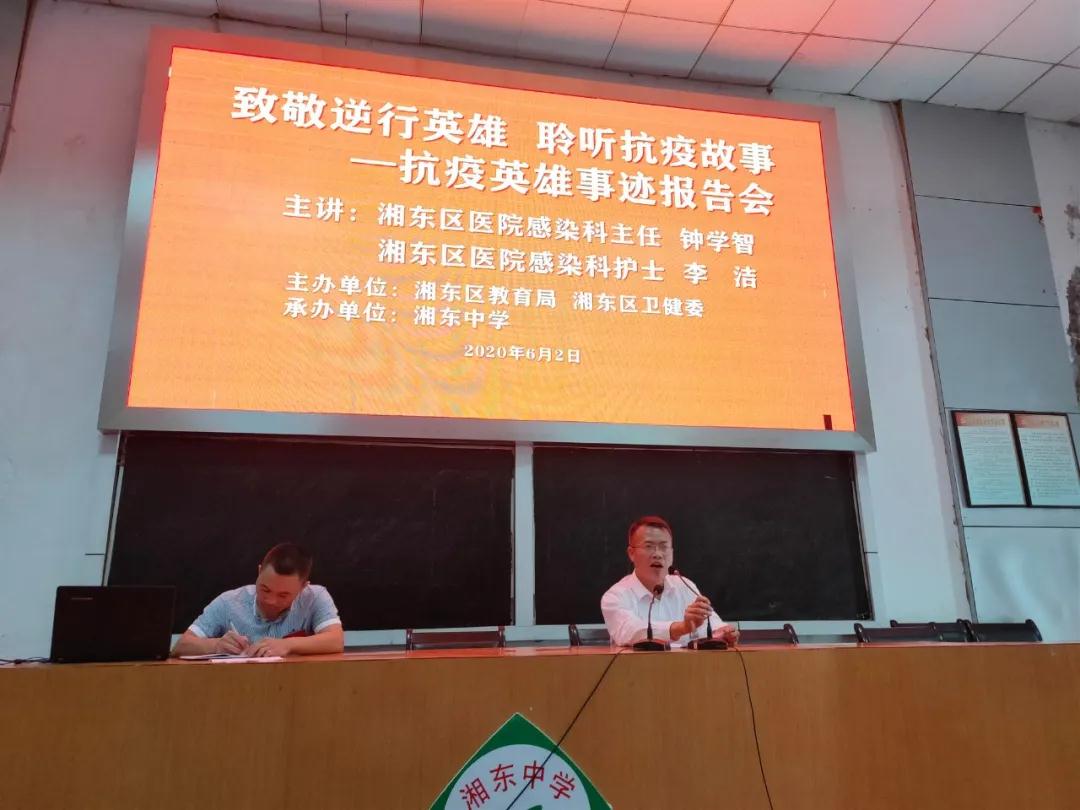 致敬逆行英雄 聆听抗疫故事
—抗疫英雄事迹报告会
主讲：湘东区医院感染科主任 钟学智
湘东区医院感染科护士 李 洁
主办单位：湘东区教育局 湘东区卫健委
承办单位：湘东中学
2020年6月2日
湘东中学